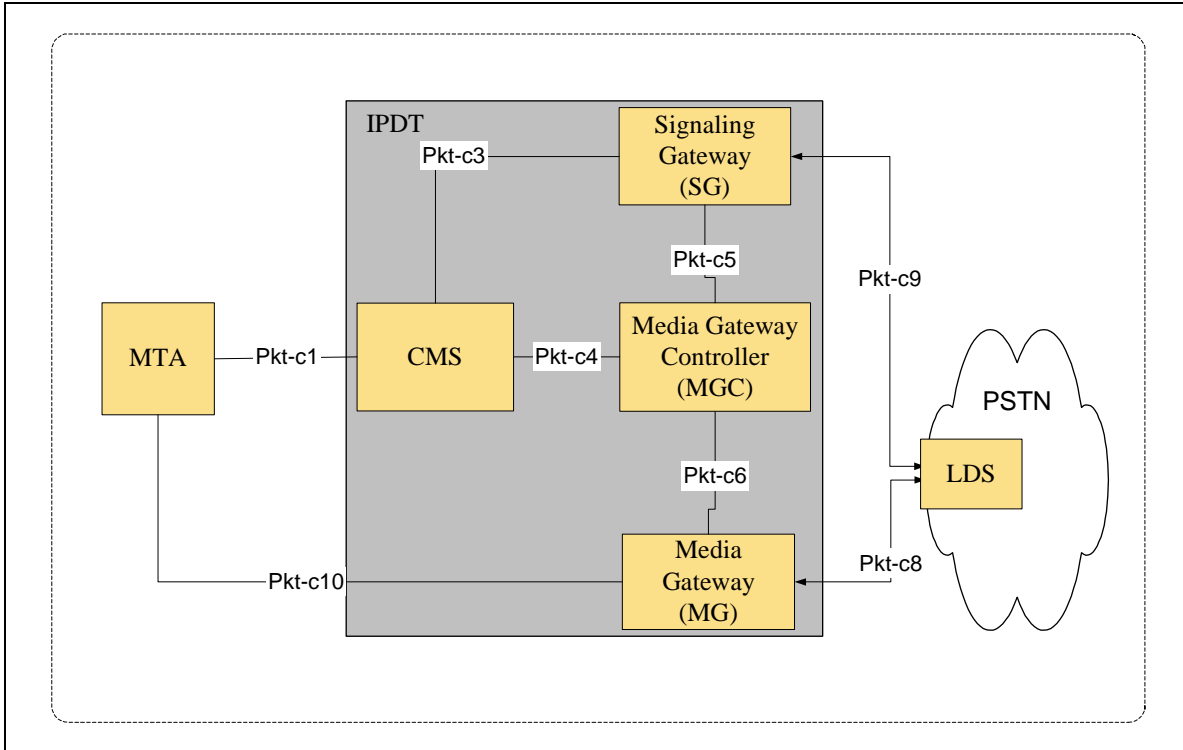 IPDT
Signaling
Gateway
(SG)
Pkt-c3
Pkt-c5
Pkt-c9
MTA
Pkt-c1
CMS
Pkt-c4
Media Gateway
Controller
(MGC)
PSTN
LDS
Pkt-c6
Media
Gateway
(MG)
Pkt-c8
Pkt-c10